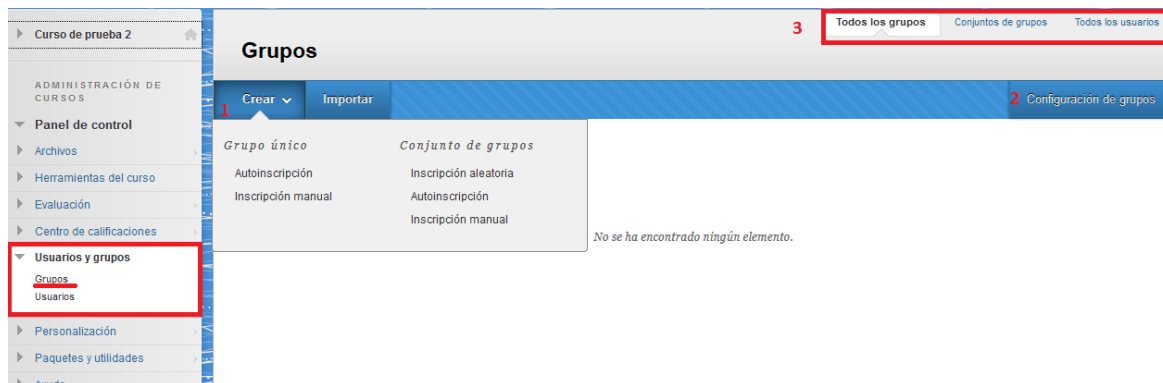 Curso de prueba 2
ADMINISTRACIÓN DE
CURSOS
Panel de control
Archivos
Herramientas del curso
Evaluación
Centro de calificaciones
Usuarios y grupos
Grupos
Usuarios
Personalización
Paquetes y utilidades
3
Todos los grupos Conjuntos de grupos Todos los usuarios
Grupos
1 Crear Importar 2 Configuración de grupos
Grupo único Conjunto de grupos
Autoinscripción Inscripción aleatoria
Inscripción manual Autoinscripción
Inscripción manual
No se ha encontrado ningún elemento.